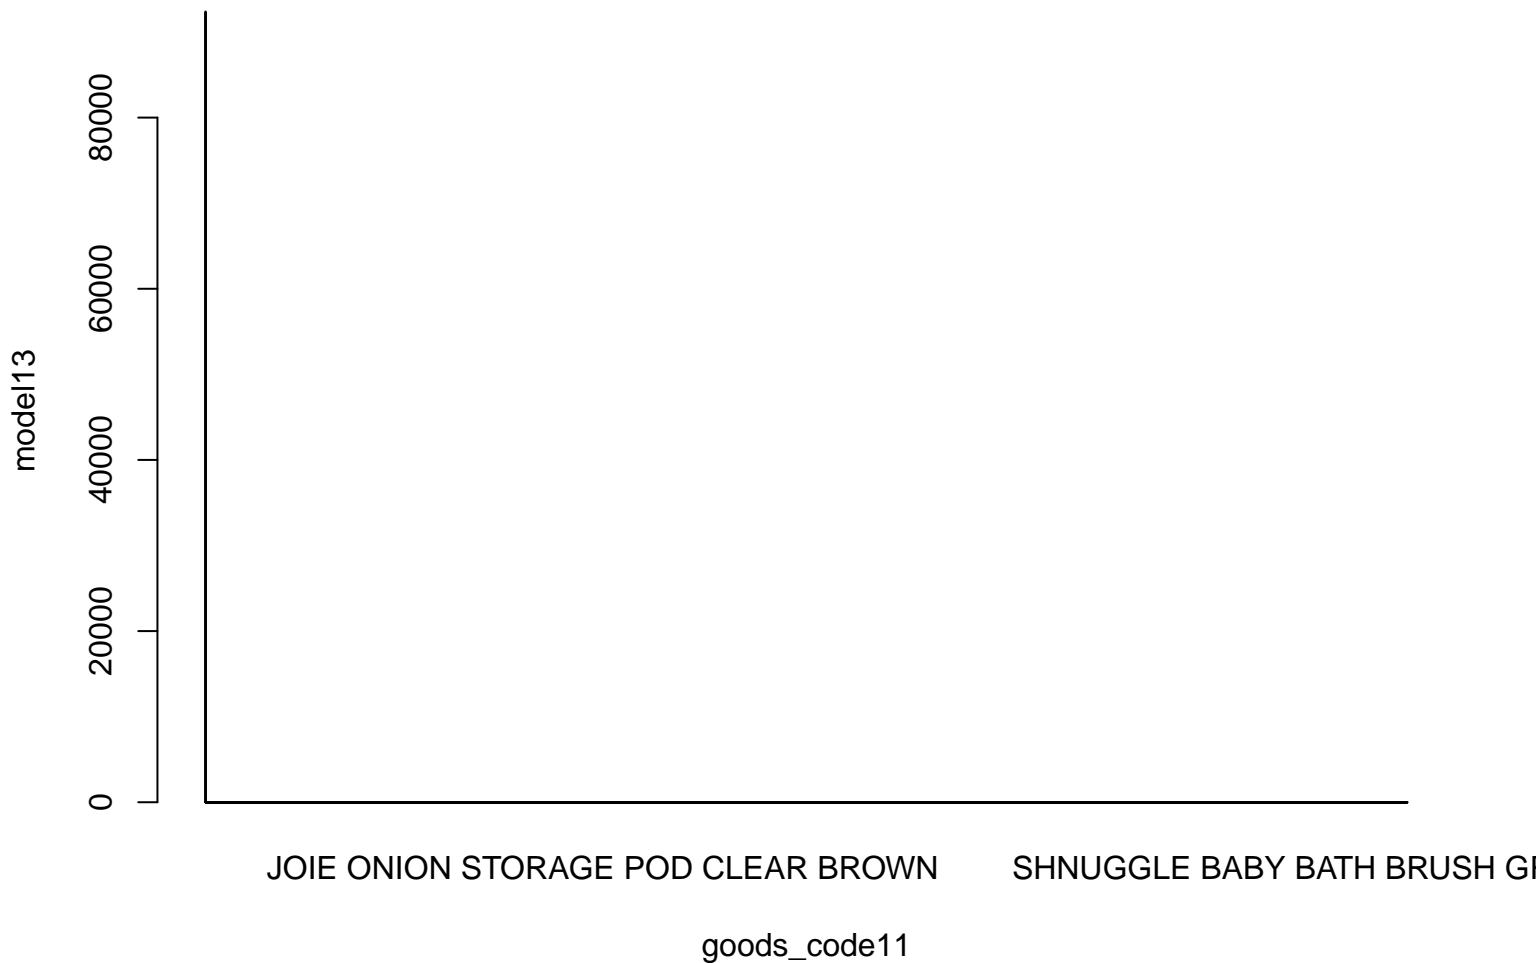 80000
60000
40000
20000
0
model13
JOIE ONION STORAGE POD CLEAR BROWN
SHNUGGLE BABY BATH BRUSH
goods_code11